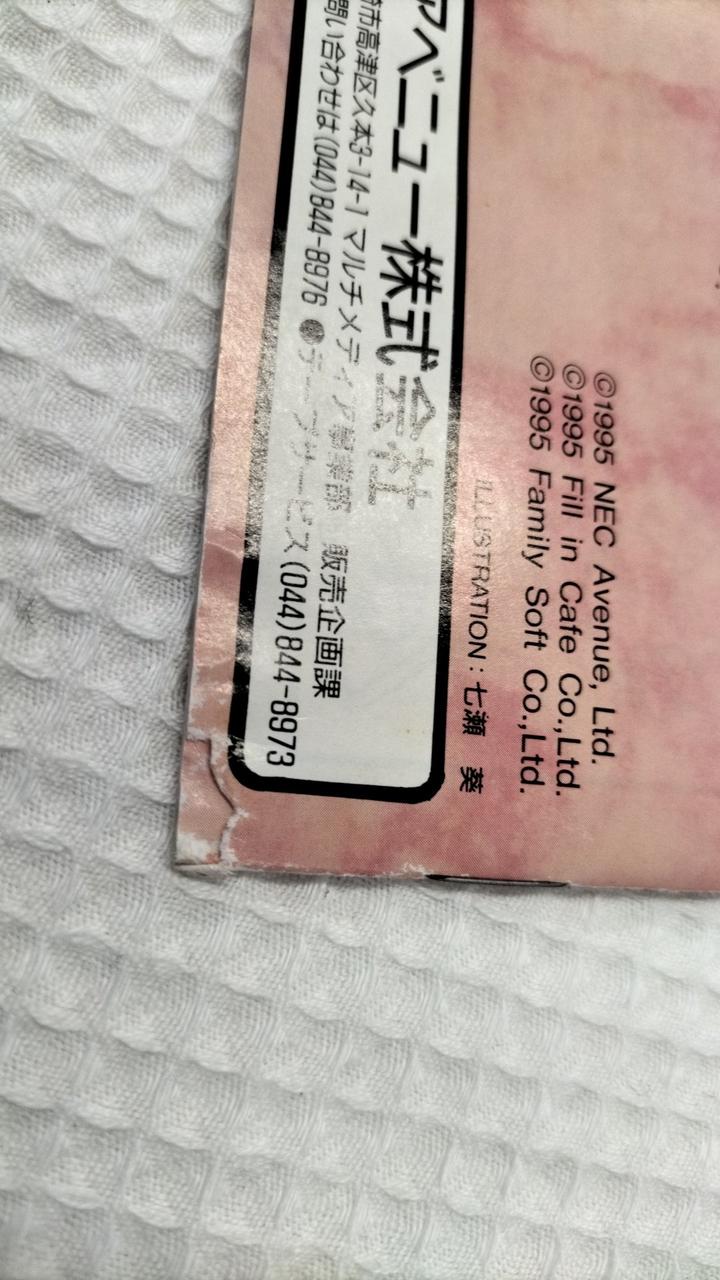 ©1995 NEC Avenue, Ltd.
©1995 Fill in Cafe Co.,Ltd.
©1995 Family Soft Co.,Ltd.
ILLUSTRATION：七瀬 葵
アベニュー株式会社
崎市高津区久本3-14-1 マルチメディア事業部 販売企画課
問い合わせは(044)844-8976 ●テープサービス(044)844-8973